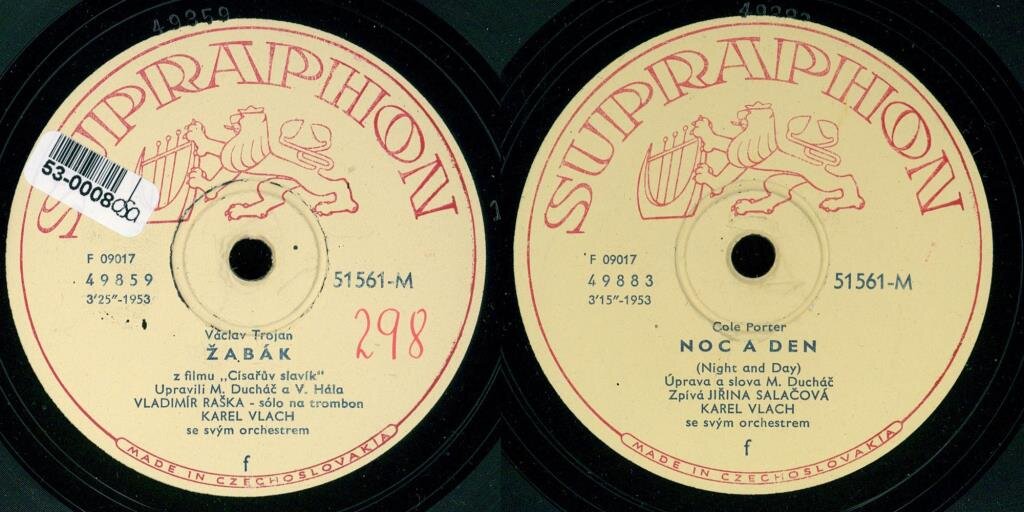 49859
SUPRAPHON
53-0008 OSA
F 09017
49859
3'25"-1953
51561-M
298
Václav Trojan
ŽABÁK
z filmu „Císařův slavík"
Upravili M. Ducháč a V. Hála
VLADIMÍR RAŠKA - sólo na trombon
KAREL VLACH
se svým orchestrem
f
MADE IN CZECHOSLOVAKIA
49883
SUPRAPHON
F 09017
49883
3'15"-1953
51561-M
Cole Porter
NOC A DEN
(Night and Day)
Úprava a slova M. Ducháč
Zpívá JIŘINA SALAČOVÁ
KAREL VLACH
se svým orchestrem
f
MADE IN CZECHOSLOVAKIA